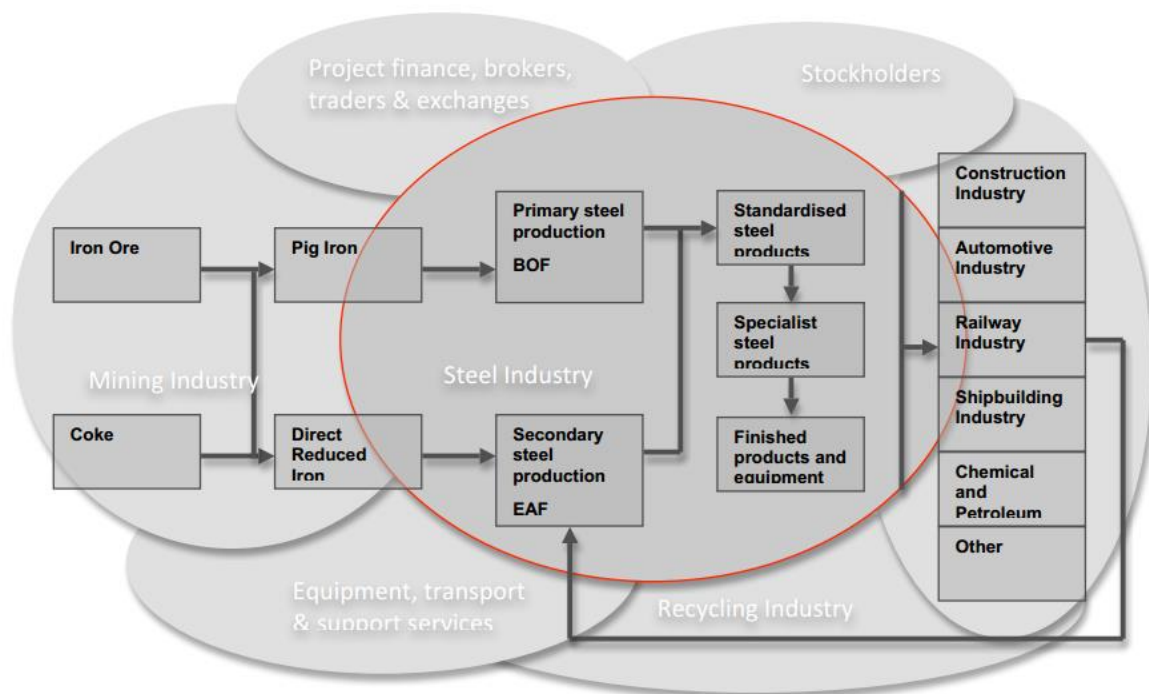 Project finance, brokers,
traders & exchanges
Stockholders
Iron Ore
Pig Iron
Primary steel
production
BOF
Standardised
steel
products
Construction
Industry
Automotive
Industry
Specialist
steel
products
Railway
Industry
Mining Industry
Steel Industry
Shipbuilding
Industry
Coke
Direct
Reduced
Iron
Secondary
steel
production
EAF
Finished
products and
equipment
Chemical
and
Petroleum
Other
Equipment, transport
& support services
Recycling Industry